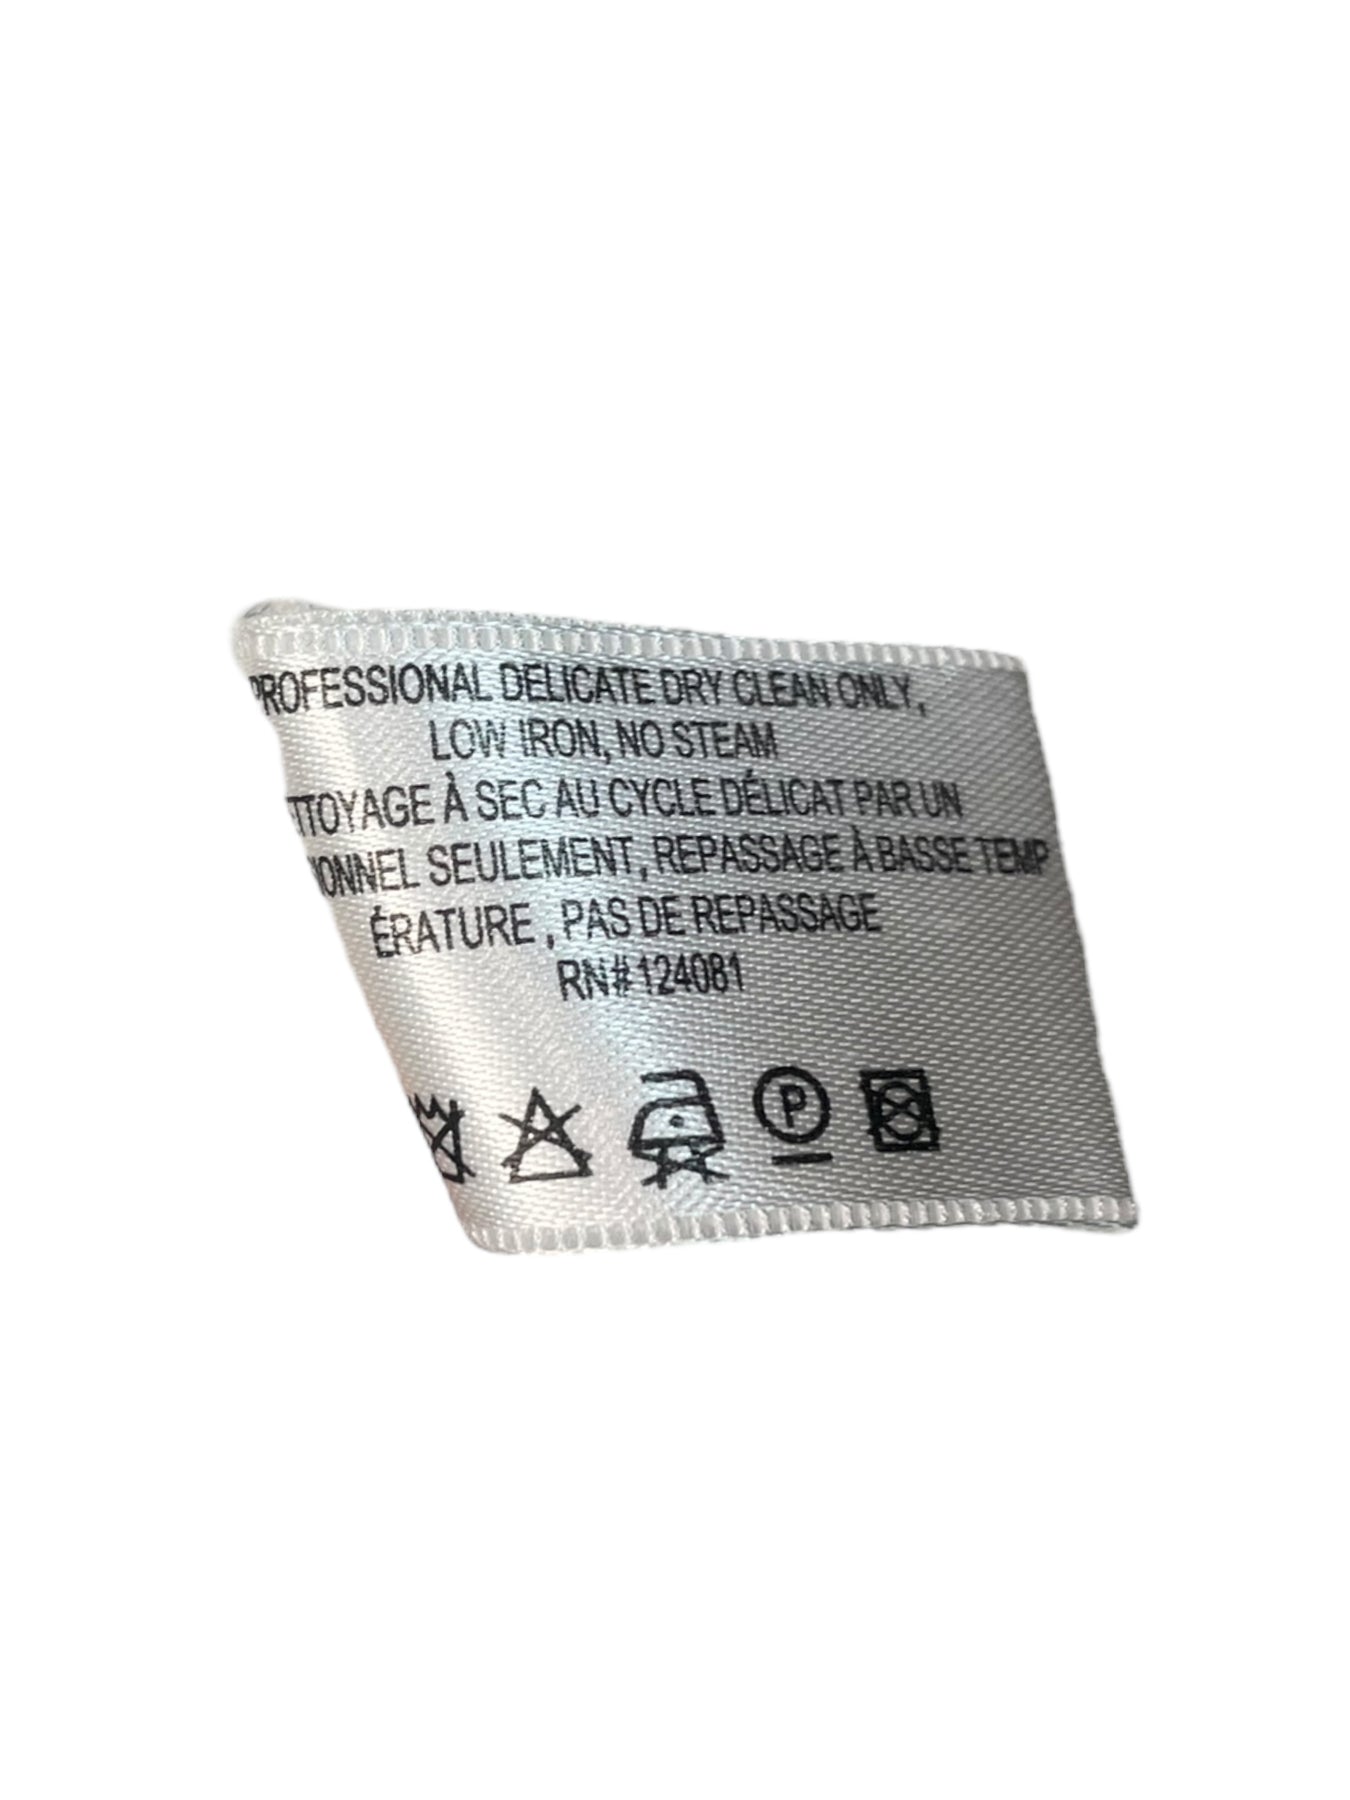 PROFESSIONAL DELICATE DRY CLEAN ONLY,
LOW IRON, NO STEAM
TTOYAGE À SEC AU CYCLE DÉLICAT PAR UN
IONNEL SEULEMENT, REPASSAGE À BASSE TEMP
ÉRATURE , PAS DE REPASSAGE
RN#124081
P